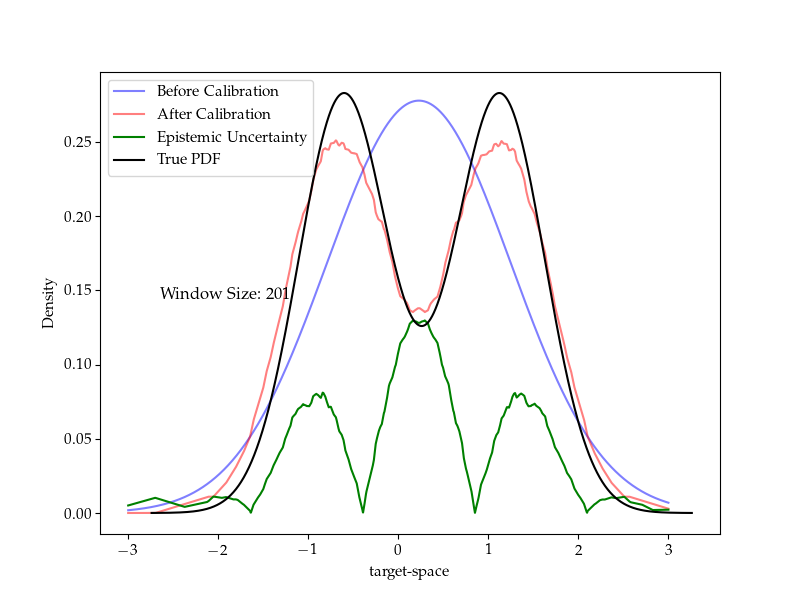 Before Calibration
After Calibration
Epistemic Uncertainty
True PDF
Window Size: 201
Density
0.25
0.20
0.15
0.10
0.05
0.00
−3
−2
−1
0
1
2
3
target-space